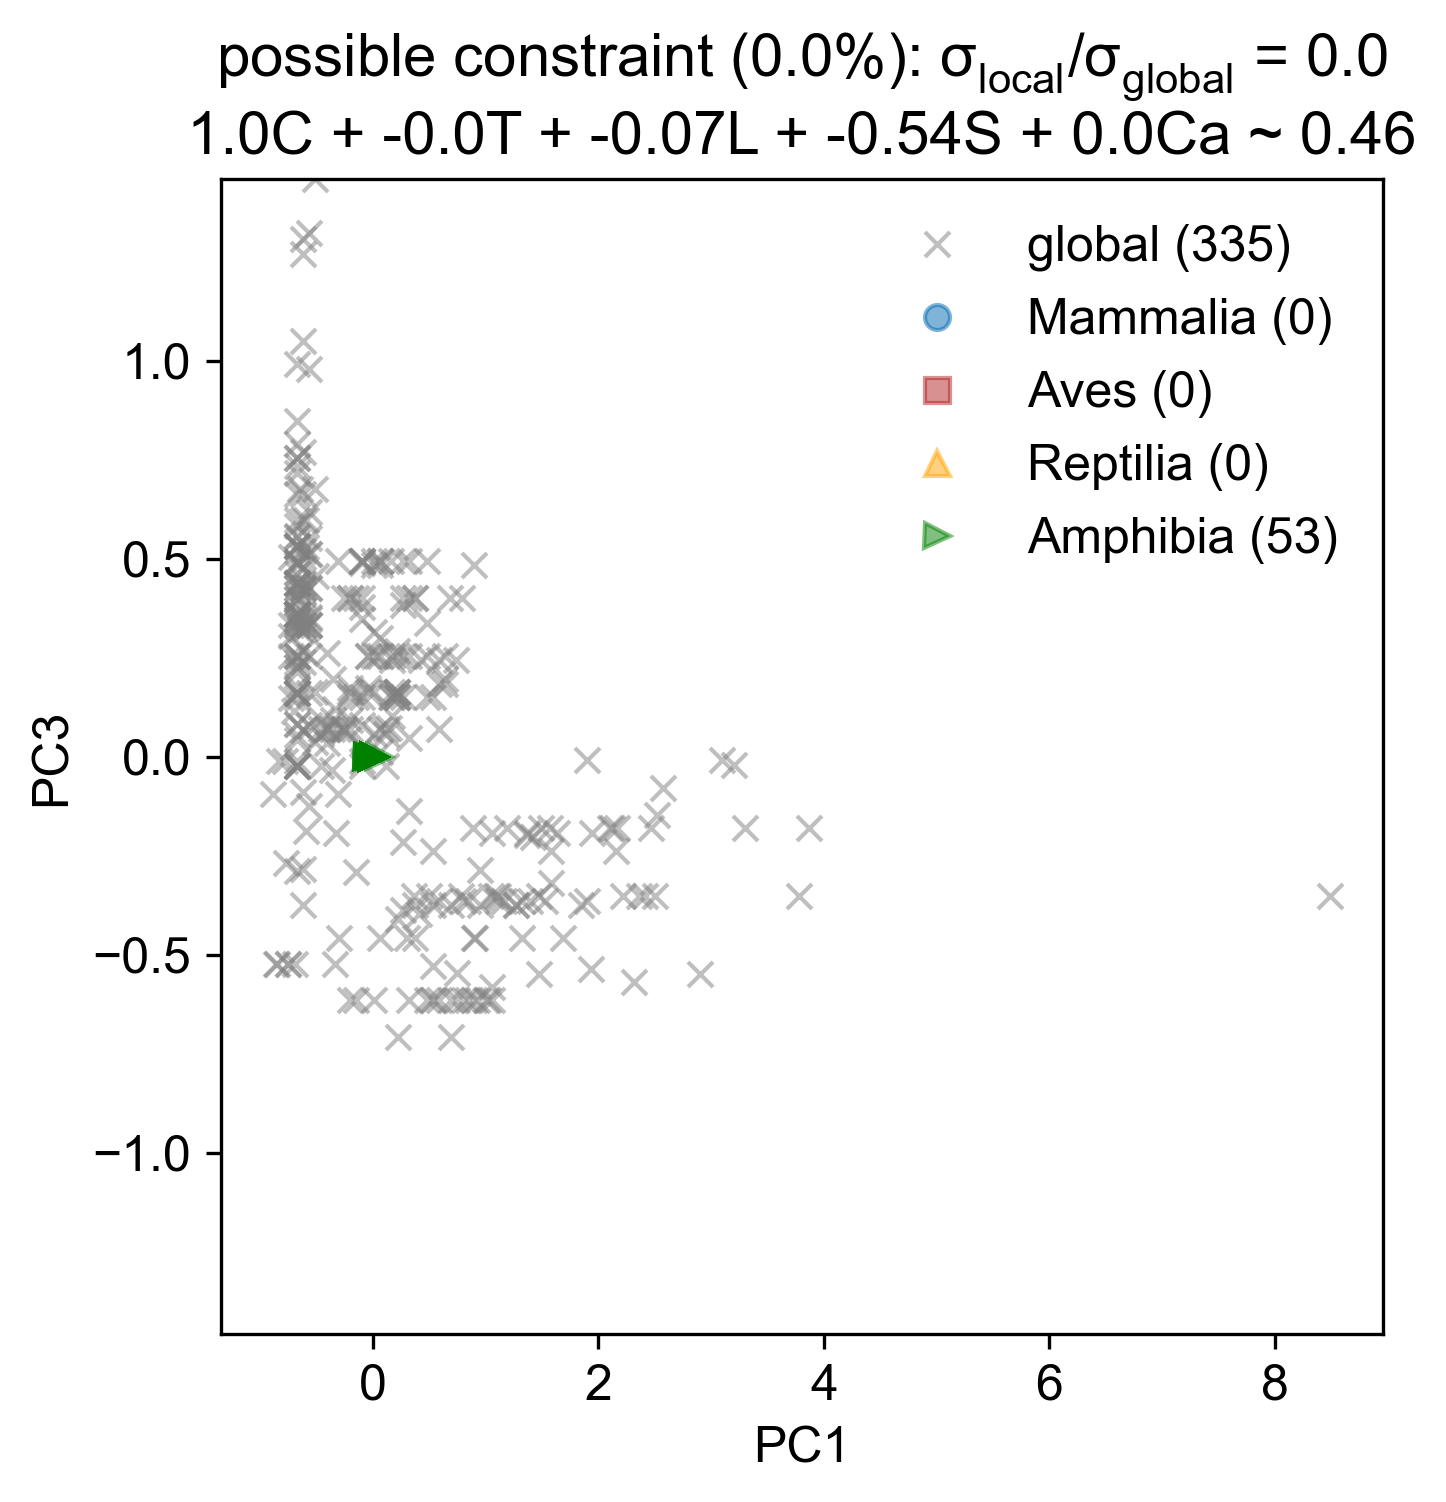 possible constraint (0.0%): σlocal/σglobal = 0.0
1.0C + -0.0T + -0.07L + -0.54S + 0.0Ca ~ 0.46
global (335)
Mammalia (0)
Aves (0)
Reptilia (0)
Amphibia (53)
1.0
0.5
0.0
−0.5
−1.0
PC3
0 2 4 6 8
PC1